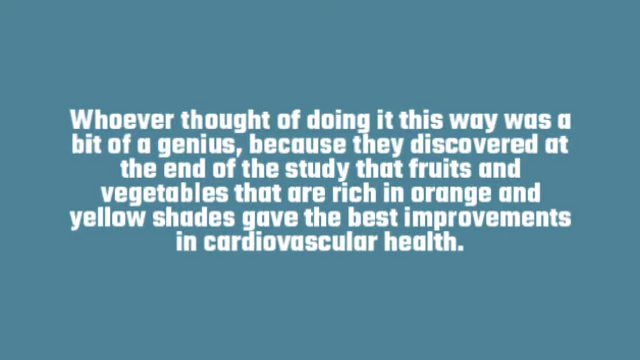 Whoever thought of doing it this way was a
bit of a genius, because they discovered at
the end of the study that fruits and
vegetables that are rich in orange and
yellow shades gave the best improvements
in cardiovascular health.